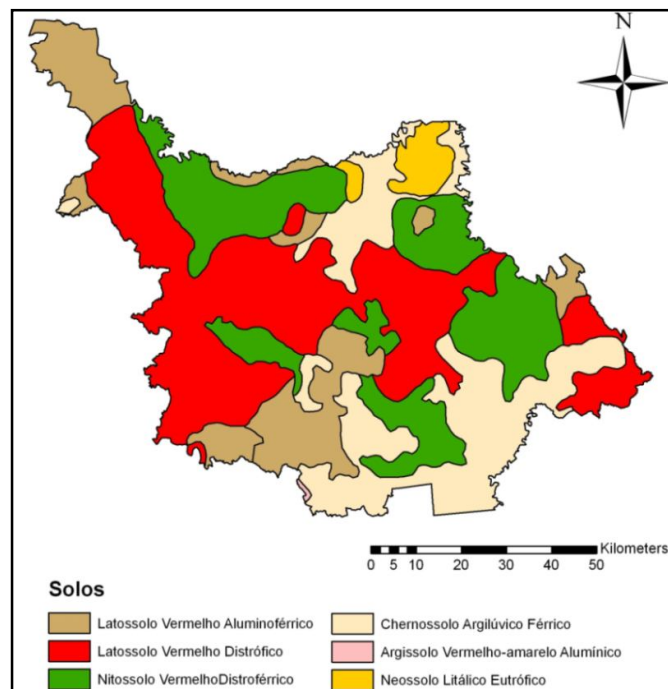 N
Kilometers
0 5 10 20 30 40 50
Solos
Latossolo Vermelho Aluminoférrico
Latossolo Vermelho Distrófico
Nitossolo VermelhoDistroférrico
Chernossolo Argilúvico Férrico
Argissolo Vermelho-amarelo Alumínico
Neossolo Litálico Eutrófico